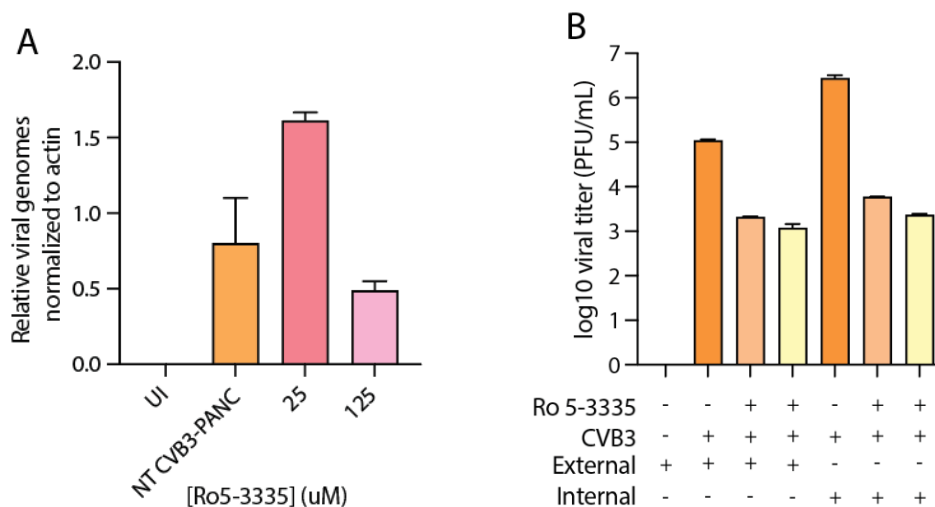 A
Relative viral genomes
normalized to actin
2.0
1.5
1.0
0.5
0.0
UI
NT CVB3-PANC
25
125
[Ro5-3335] (uM)
B
log10 viral titer (PFU/mL)
7
6
5
4
3
2
1
0
Ro 5-3335 - - + + - + +
CVB3 - + + + + + +
External + + + + - - -
Internal - - - - + + +